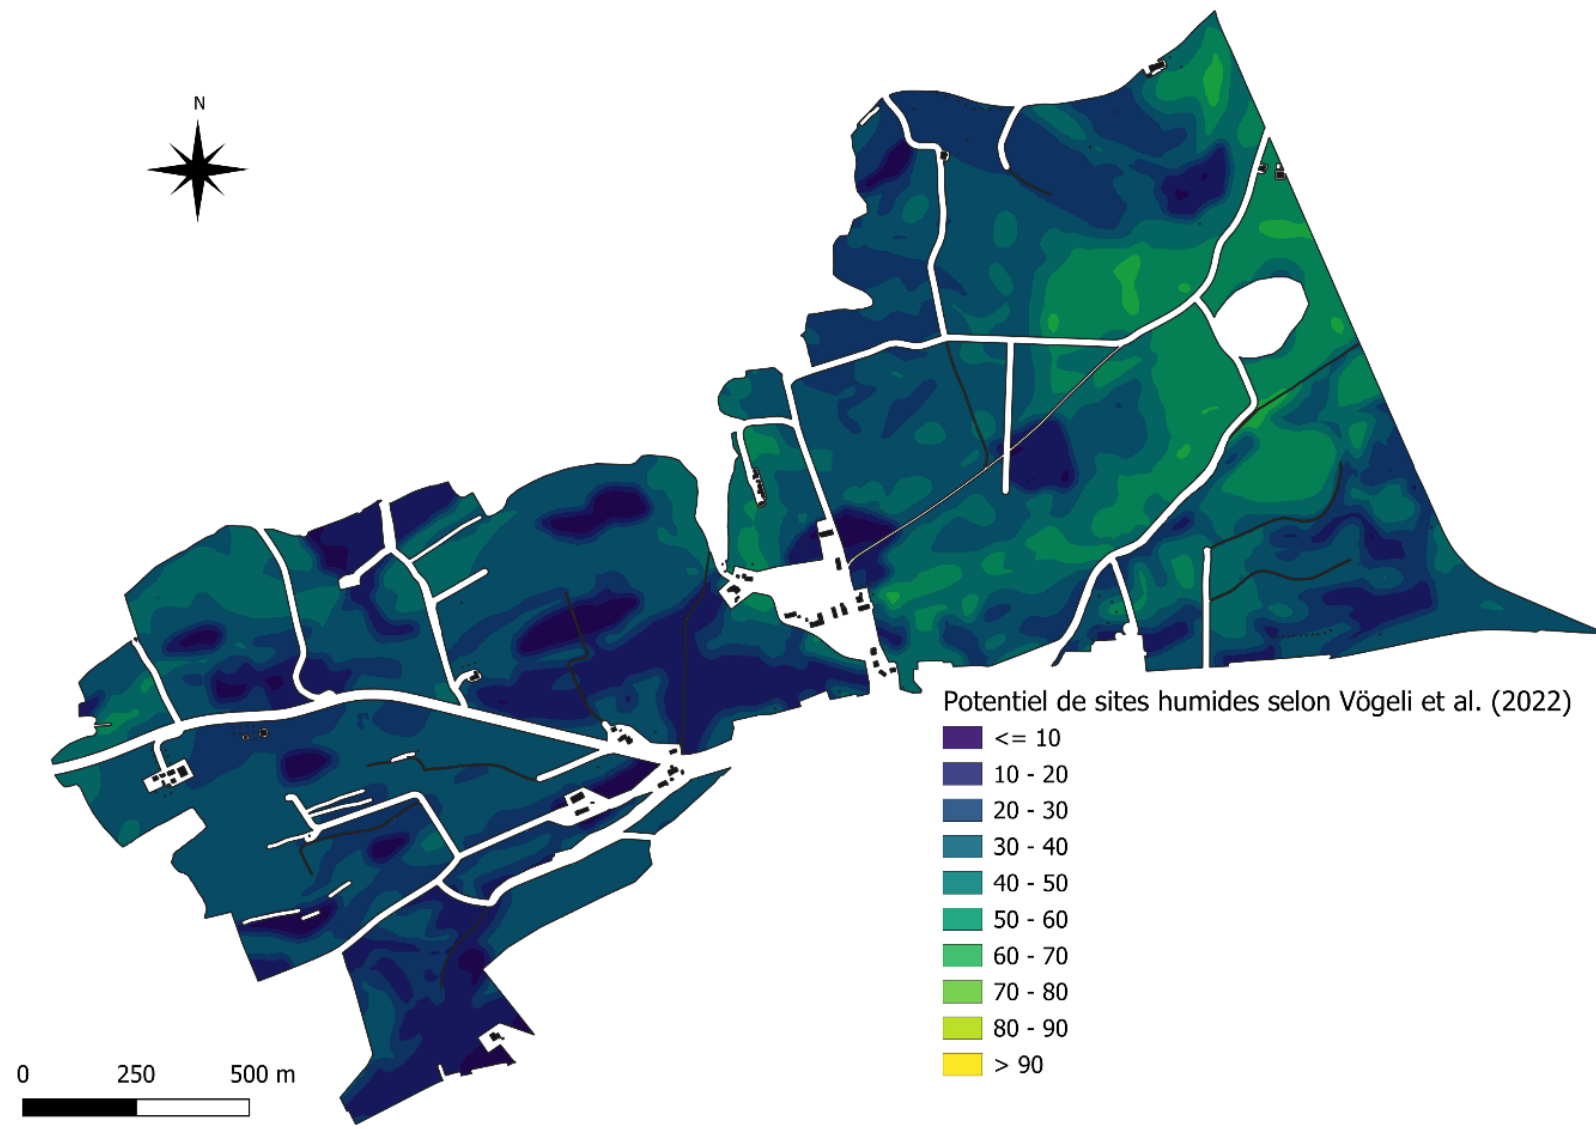 N
Potentiel de sites humides selon Vögeli et al. (2022)
<= 10
10 - 20
20 - 30
30 - 40
40 - 50
50 - 60
60 - 70
70 - 80
80 - 90
> 90
0 250 500 m